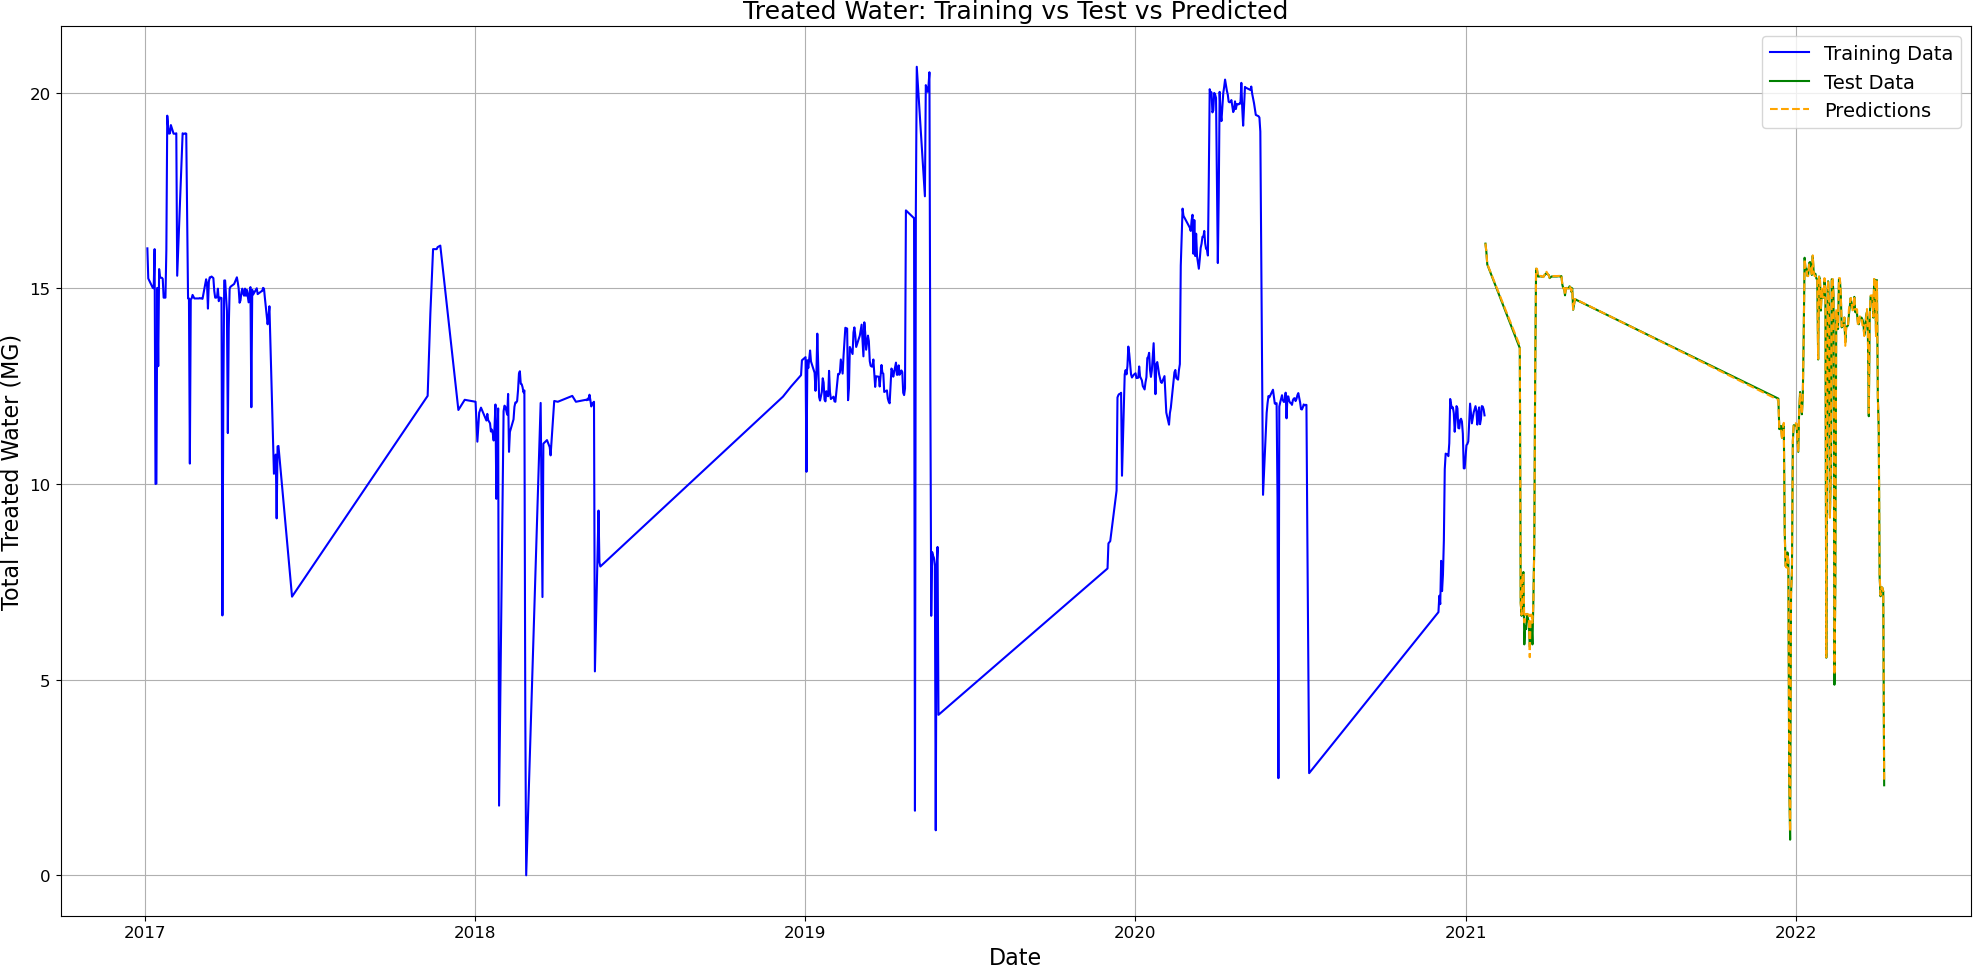 Treated Water: Training vs Test vs Predicted
Training Data
Test Data
Predictions
Total Treated Water (MG)
20
15
10
5
0
2017 2018 2019 2020 2021 2022
Date